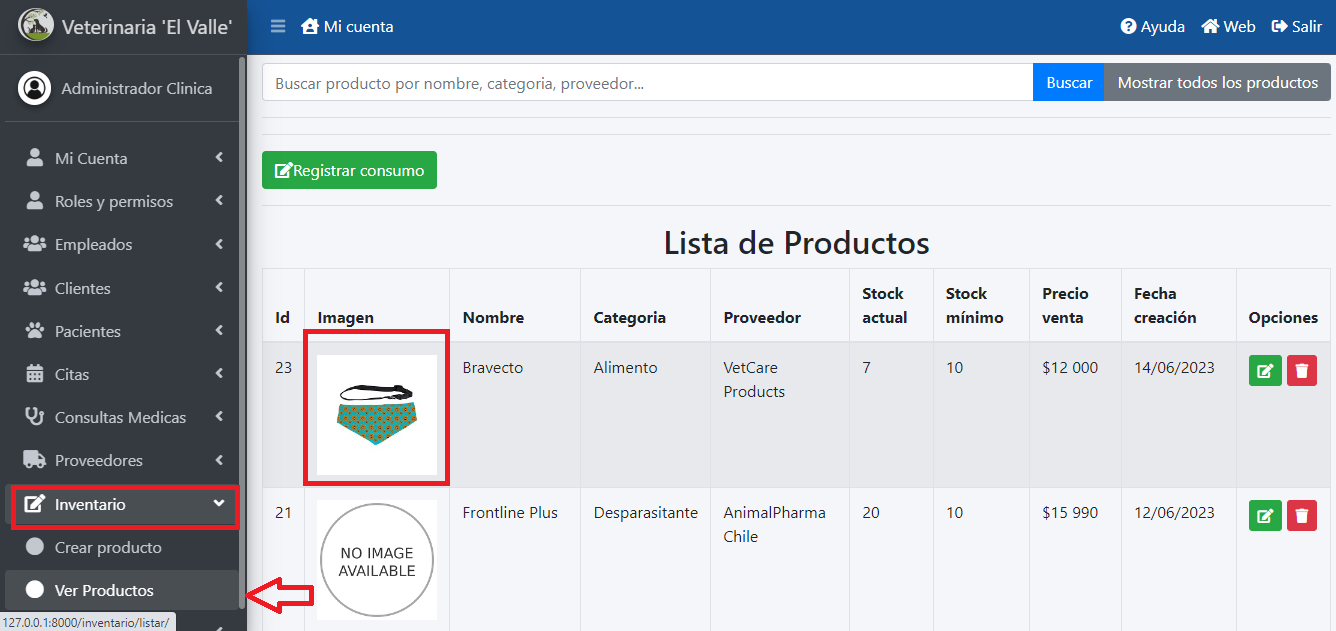 Veterinaria 'El Valle'
Mi cuenta
Ayuda
Web
Salir
Administrador Clinica
Mi Cuenta
Roles y permisos
Empleados
Clientes
Pacientes
Citas
Consultas Medicas
Proveedores
Inventario
Crear producto
Ver Productos
127.0.0.1:8000/inventario/listar/
Buscar producto por nombre, categoria, proveedor...
Buscar
Mostrar todos los productos
Registrar consumo
Lista de Productos
Id
Imagen
Nombre
Categoria
Proveedor
Stock
actual
Stock
mínimo
Precio
venta
Fecha
creación
Opciones
23
Bravecto
Alimento
VetCare
Products
7
10
$12 000
14/06/2023
21
NO IMAGE
AVAILABLE
Frontline Plus
Desparasitante
AnimalPharma
Chile
20
10
$15 990
12/06/2023